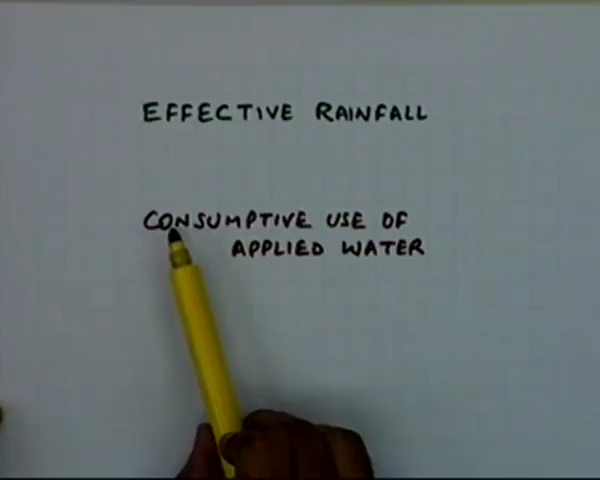 EFFECTIVE RAINFALL
CONSUMPTIVE USE OF
APPLIED WATER